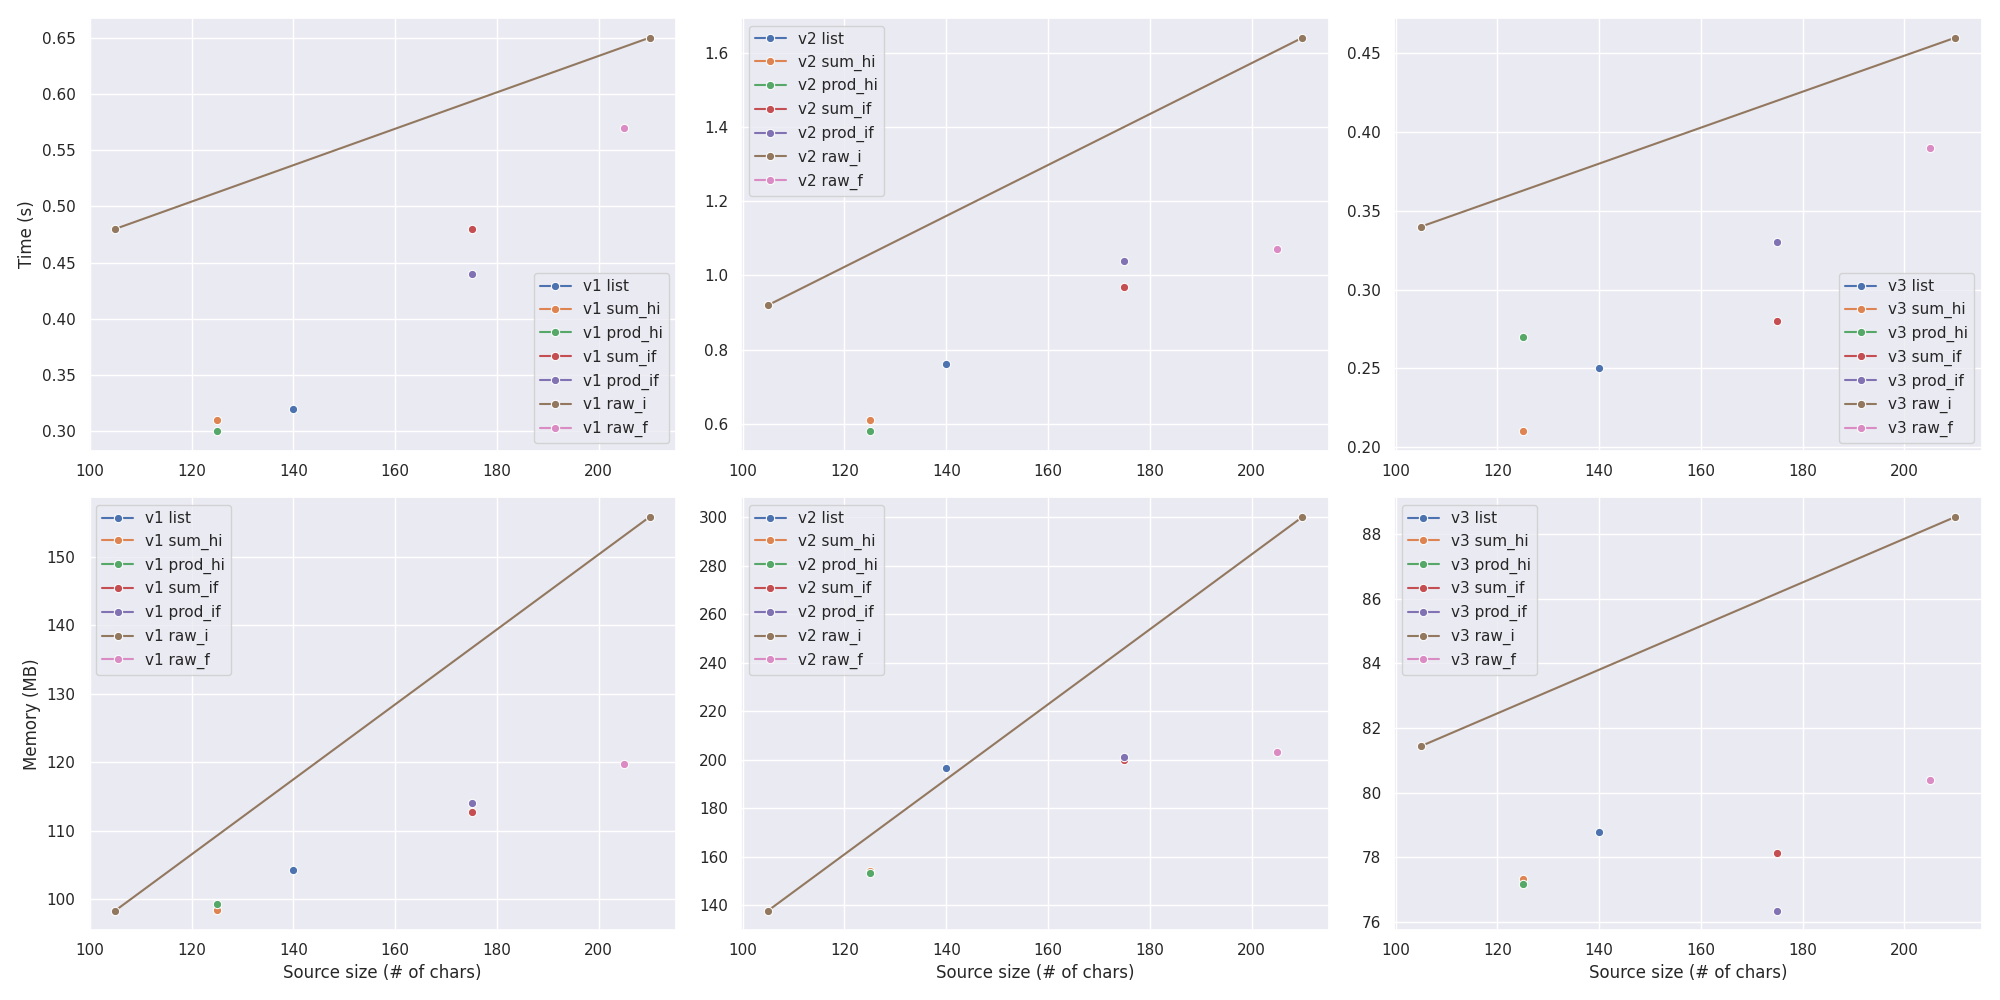 Time (s)
0.65
0.60
0.55
0.50
0.45
0.40
0.35
0.30
100 120 140 160 180 200
v1 list
v1 sum_hi
v1 prod_hi
v1 sum_if
v1 prod_if
v1 raw_i
v1 raw_f
1.6
1.4
1.2
1.0
0.8
0.6
100 120 140 160 180 200
v2 list
v2 sum_hi
v2 prod_hi
v2 sum_if
v2 prod_if
v2 raw_i
v2 raw_f
0.45
0.40
0.35
0.30
0.25
0.20
100 120 140 160 180 200
v3 list
v3 sum_hi
v3 prod_hi
v3 sum_if
v3 prod_if
v3 raw_i
v3 raw_f
Memory (MB)
150
140
130
120
110
100
100 120 140 160 180 200
Source size (# of chars)
v1 list
v1 sum_hi
v1 prod_hi
v1 sum_if
v1 prod_if
v1 raw_i
v1 raw_f
300
280
260
240
220
200
180
160
140
100 120 140 160 180 200
Source size (# of chars)
v2 list
v2 sum_hi
v2 prod_hi
v2 sum_if
v2 prod_if
v2 raw_i
v2 raw_f
88
86
84
82
80
78
76
100 120 140 160 180 200
Source size (# of chars)
v3 list
v3 sum_hi
v3 prod_hi
v3 sum_if
v3 prod_if
v3 raw_i
v3 raw_f